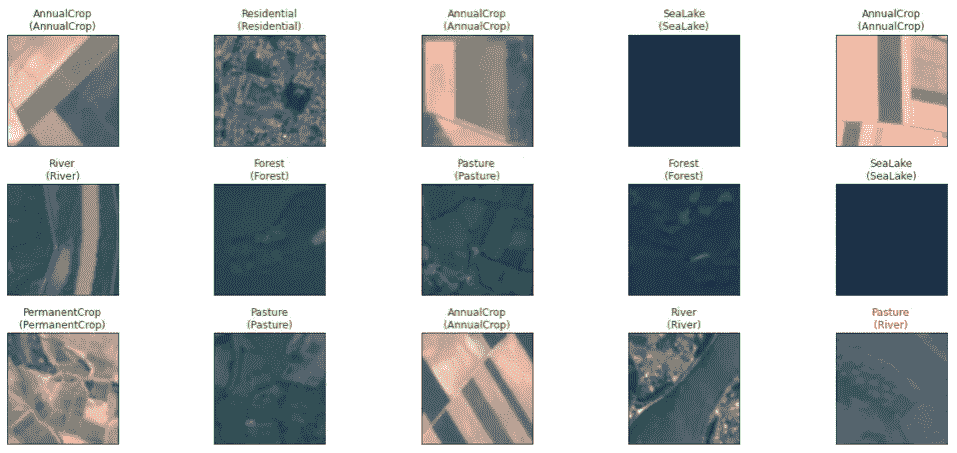 AnnualCrop
(AnnualCrop)
Residential
(Residential)
AnnualCrop
(AnnualCrop)
SeaLake
(SeaLake)
AnnualCrop
(AnnualCrop)
River
(River)
Forest
(Forest)
Pasture
(Pasture)
Forest
(Forest)
SeaLake
(SeaLake)
PermanentCrop
(PermanentCrop)
Pasture
(Pasture)
AnnualCrop
(AnnualCrop)
River
(River)
Pasture
(River)